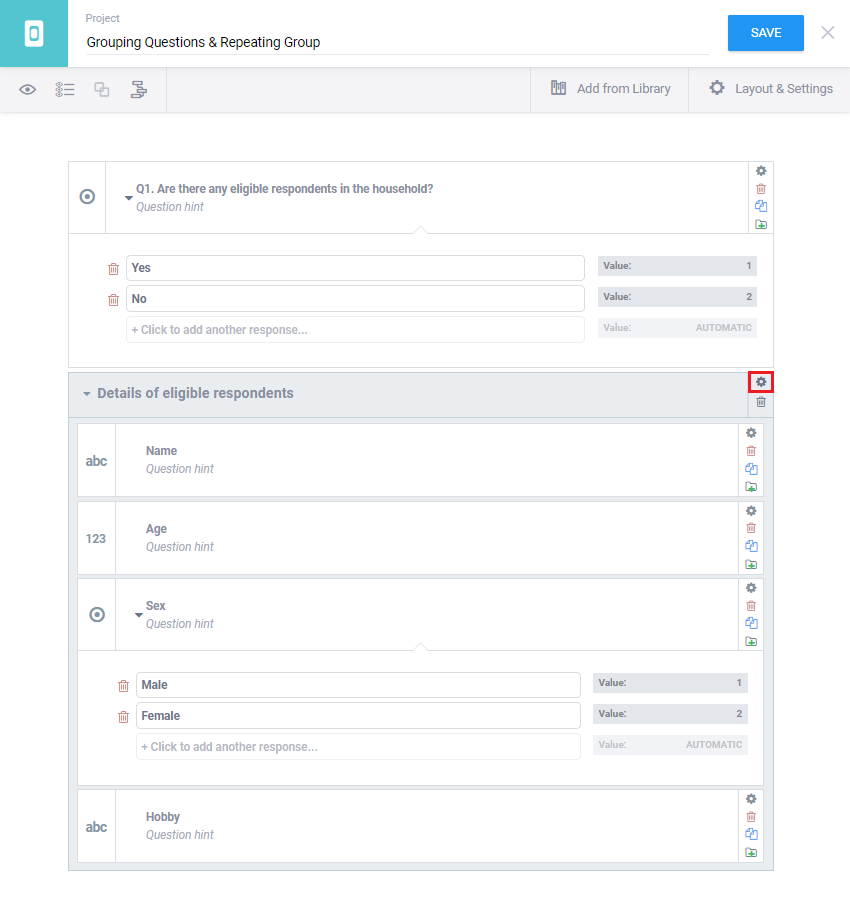 Project
Grouping Questions & Repeating Group
SAVE
Add from Library
Layout & Settings
Q1. Are there any eligible respondents in the household?
Question hint
Yes
Value: 1
No
Value: 2
+ Click to add another response...
Value: AUTOMATIC
Details of eligible respondents
abc
Name
Question hint
123
Age
Question hint
Sex
Question hint
Male
Value: 1
Female
Value: 2
+ Click to add another response...
Value: AUTOMATIC
abc
Hobby
Question hint